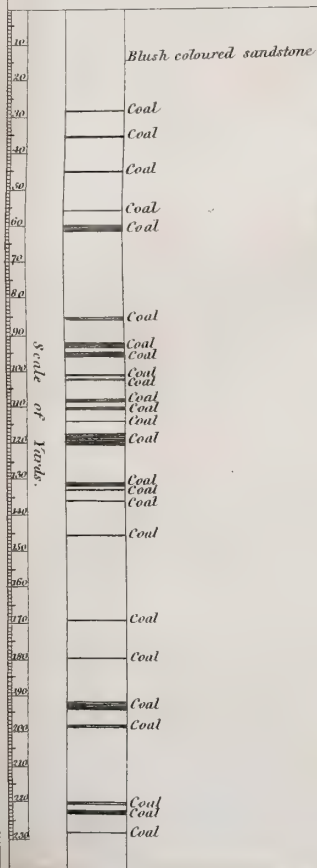 10
Blush coloured sandstone
20
30
Coal
Coal
40
Coal
50
Coal
60
Coal
70
80
Coal
90
Coal
Coal
100
Coal
Coal
Coal
110
Coal
Coal
120
Coal
130
Coal
Coal
Coal
140
Coal
150
160
170
Coal
180
Coal
190
Coal
200
Coal
210
220
Coal
Coal
230
Coal
Scale of Yards.